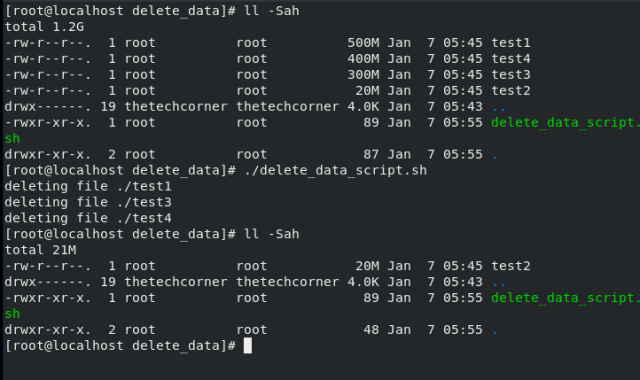 [root@localhost delete_data]# ll -Sah
total 1.2G
-rw-r--r--.  1 root          root          500M Jan  7 05:45 test1
-rw-r--r--.  1 root          root          400M Jan  7 05:45 test4
-rw-r--r--.  1 root          root          300M Jan  7 05:45 test3
-rw-r--r--.  1 root          root           20M Jan  7 05:45 test2
drwx------. 19 thetechcorner thetechcorner 4.0K Jan  7 05:43 ..
-rwxr-xr-x.  1 root          root            89 Jan  7 05:55 delete_data_script.
sh
drwxr-xr-x.  2 root          root            87 Jan  7 05:55 .
[root@localhost delete_data]# ./delete_data_script.sh
deleting file ./test1
deleting file ./test3
deleting file ./test4
[root@localhost delete_data]# ll -Sah
total 21M
-rw-r--r--.  1 root          root           20M Jan  7 05:45 test2
drwx------. 19 thetechcorner thetechcorner 4.0K Jan  7 05:43 ..
-rwxr-xr-x.  1 root          root            89 Jan  7 05:55 delete_data_script.
sh
drwxr-xr-x.  2 root          root            48 Jan  7 05:55 .
[root@localhost delete_data]#